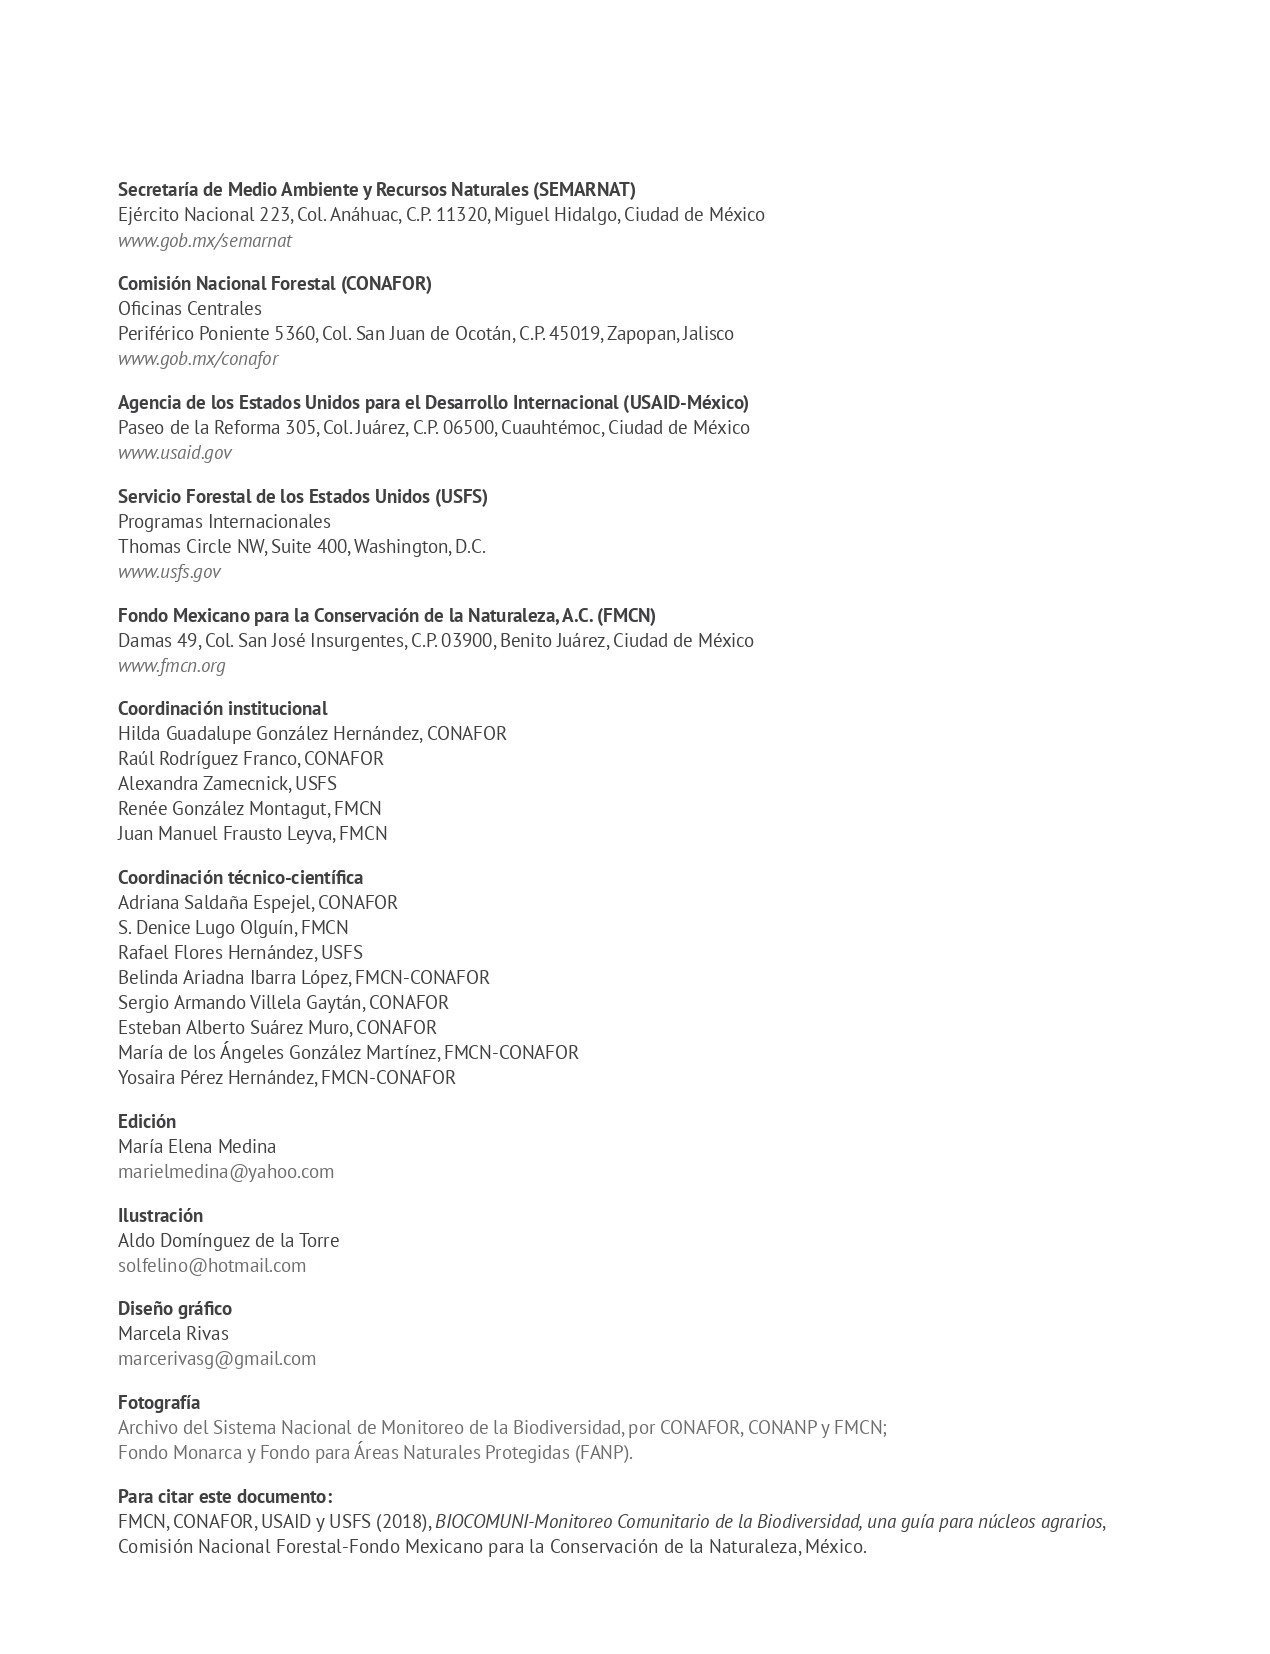 Secretaría de Medio Ambiente y Recursos Naturales (SEMARNAT)
Ejército Nacional 223, Col. Anáhuac, C.P. 11320, Miguel Hidalgo, Ciudad de México
www.gob.mx/semarnat
Comisión Nacional Forestal (CONAFOR)
Oficinas Centrales
Periférico Poniente 5360, Col. San Juan de Ocotán, C.P. 45019, Zapopan, Jalisco
www.gob.mx/conafor
Agencia de los Estados Unidos para el Desarrollo Internacional (USAID-México)
Paseo de la Reforma 305, Col. Juárez, C.P. 06500, Cuauhtémoc, Ciudad de México
www.usaid.gov
Servicio Forestal de los Estados Unidos (USFS)
Programas Internacionales
Thomas Circle NW, Suite 400, Washington, D.C.
www.usfs.gov
Fondo Mexicano para la Conservación de la Naturaleza, A.C. (FMCN)
Damas 49, Col. San José Insurgentes, C.P. 03900, Benito Juárez, Ciudad de México
www.fmcn.org
Coordinación institucional
Hilda Guadalupe González Hernández, CONAFOR
Raúl Rodríguez Franco, CONAFOR
Alexandra Zamecnick, USFS
Renée González Montagut, FMCN
Juan Manuel Frausto Leyva, FMCN
Coordinación técnico-científica
Adriana Saldaña Espejel, CONAFOR
S. Denice Lugo Olguín, FMCN
Rafael Flores Hernández, USFS
Belinda Ariadna Ibarra López, FMCN-CONAFOR
Sergio Armando Villela Gaytán, CONAFOR
Esteban Alberto Suárez Muro, CONAFOR
María de los Ángeles González Martínez, FMCN-CONAFOR
Yosaira Pérez Hernández, FMCN-CONAFOR
Edición
María Elena Medina
marielmedina@yahoo.com
Ilustración
Aldo Domínguez de la Torre
solfelino@hotmail.com
Diseño gráfico
Marcela Rivas
marcerivasg@gmail.com
Fotografía
Archivo del Sistema Nacional de Monitoreo de la Biodiversidad, por CONAFOR, CONANP y FMCN;
Fondo Monarca y Fondo para Áreas Naturales Protegidas (FANP).
Para citar este documento:
FMCN, CONAFOR, USAID y USFS (2018), BIOCOMUNI-Monitoreo Comunitario de la Biodiversidad, una guía para núcleos agrarios,
Comisión Nacional Forestal-Fondo Mexicano para la Conservación de la Naturaleza, México.